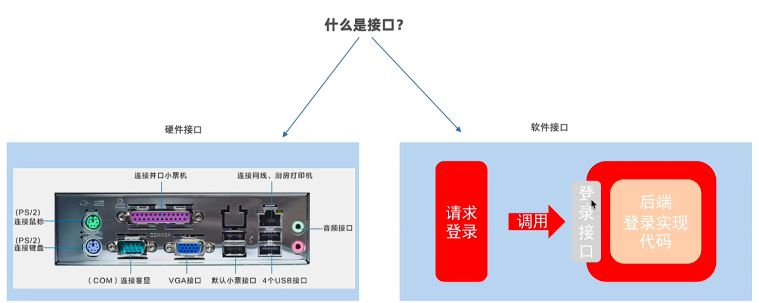 什么是接口？
硬件接口
软件接口
连接并口小票机
连接网线、厨房打印机
(PS/2)
连接鼠标
(PS/2)
连接键盘
音频接口
（COM）连接客显
VGA接口
默认小票接口
4个USB接口
请求
登录
调用
登
录
接
口
后端
登录实现
代码